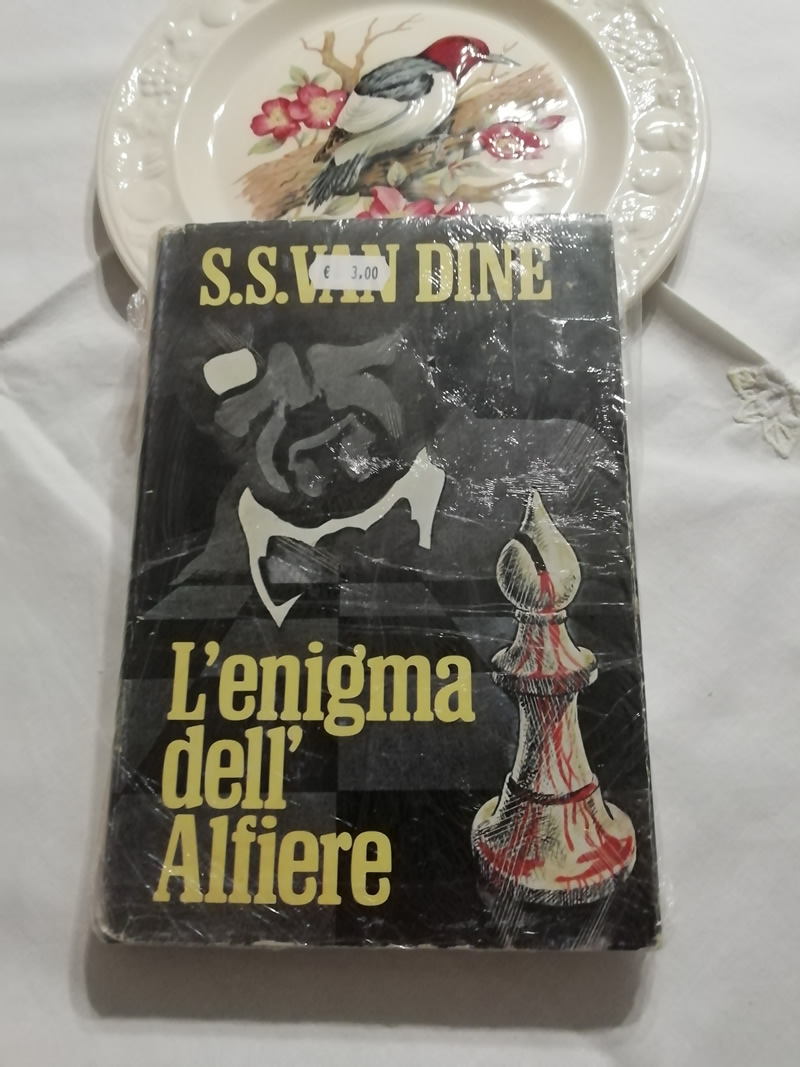 S.S.VAN DINE
€ 3.00
L'enigma
dell'
Alfiere